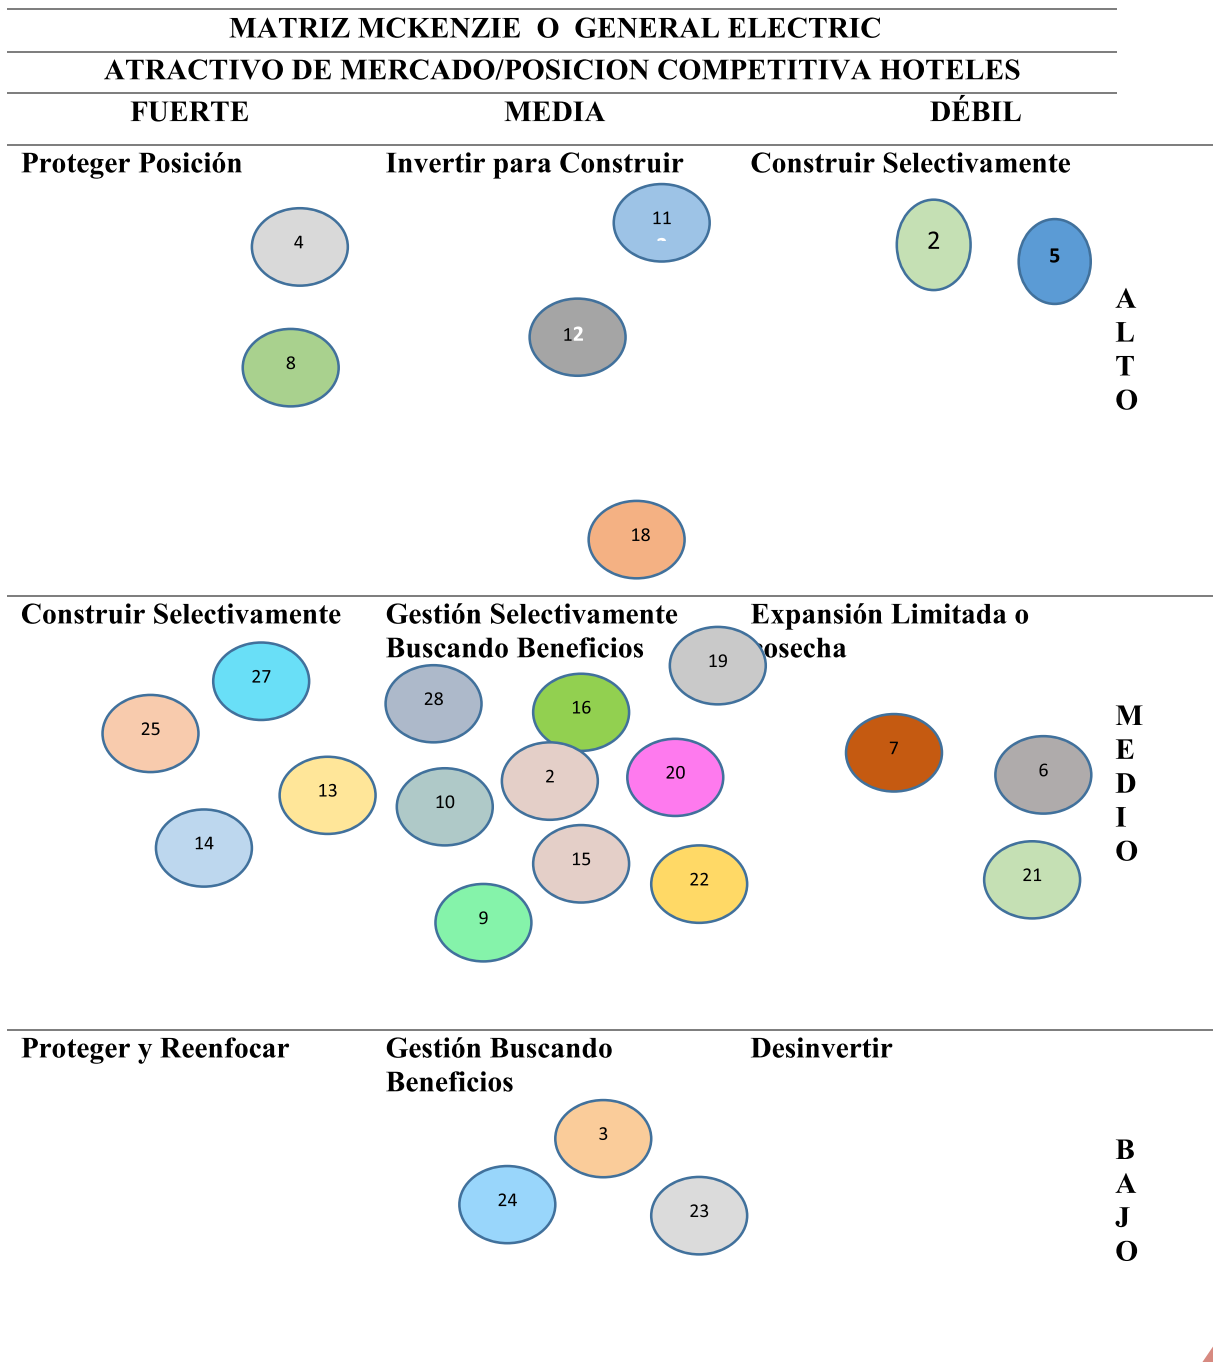 MATRIZ MCKENZIE O GENERAL ELECTRIC
ATRACTIVO DE MERCADO/POSICION COMPETITIVA HOTELES
FUERTE MEDIA DÉBIL
Proteger Posición Invertir para Construir Construir Selectivamente
4
11
2
5
8
12
18
A
L
T
O
Construir Selectivamente
Gestión Selectivamente
Buscando Beneficios
Expansión Limitada o
osecha
27
25
13
14
28
16
19
2
20
10
15
22
9
7
6
21
M
E
D
I
O
Proteger y Reenfocar
Gestión Buscando
Beneficios
Desinvertir
3
24
23
B
A
J
O